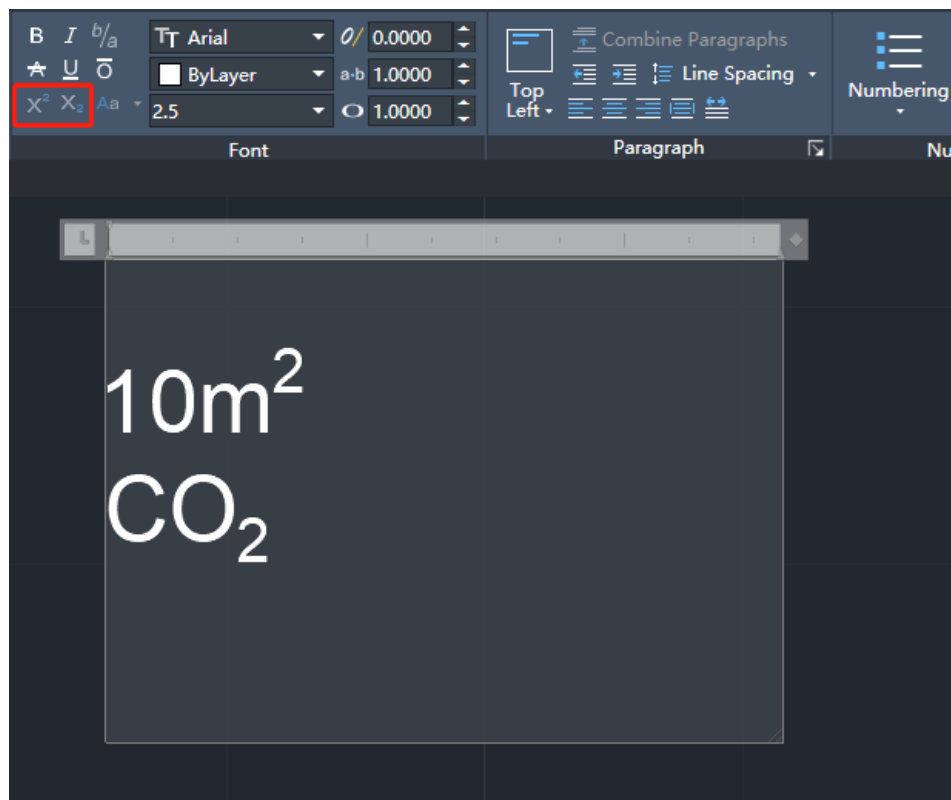 B I b/a TT Arial 0/ 0.0000 Combine Paragraphs
A U O ByLayer a·b 1.0000 Line Spacing
X² X₂ Aa 2.5 O 1.0000 Top Left Numbering
Font Paragraph Nu
L
10m²
CO₂